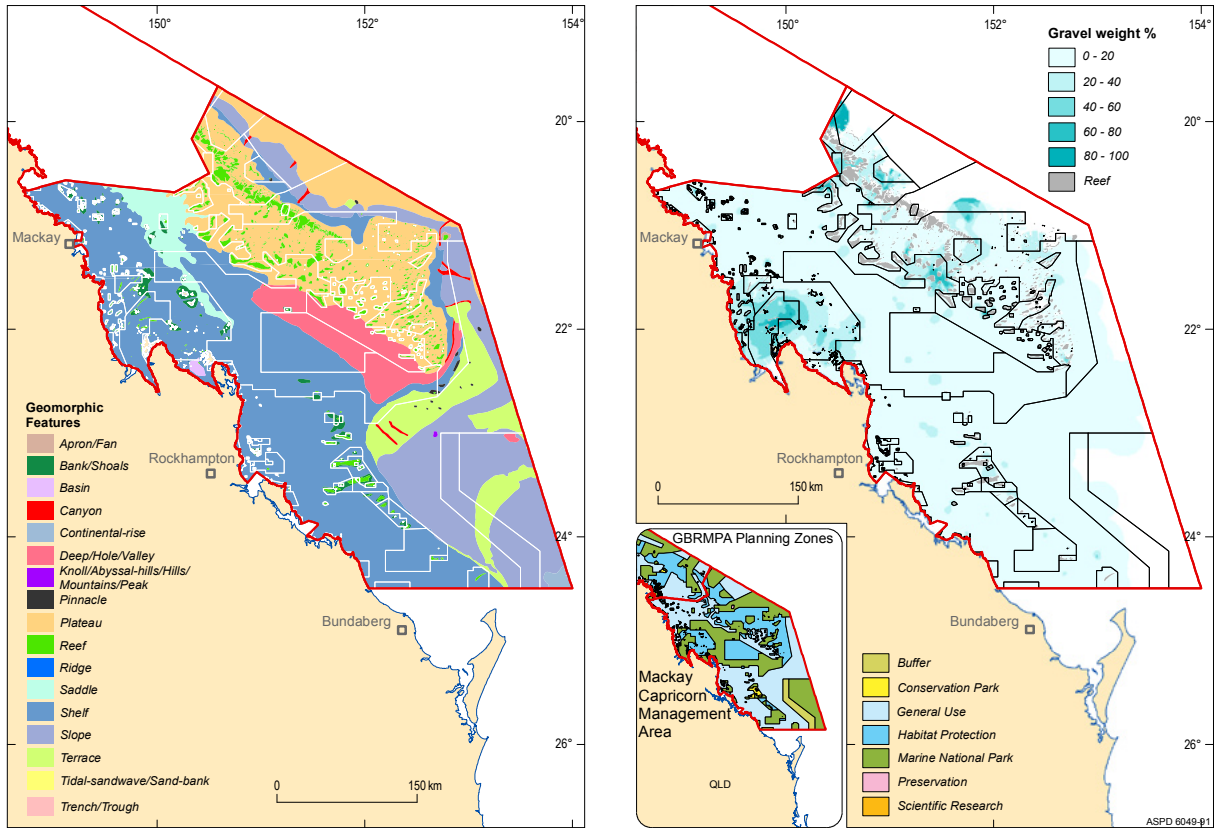 150°
152°
154°
20°
22°
24°
26°
Mackay
Rockhampton
Bundaberg
Geomorphic
Features
Apron/Fan
Bank/Shoals
Basin
Canyon
Continental-rise
Deep/Hole/Valley
Knoll/Abyssal-hills/Hills/
Mountains/Peak
Pinnacle
Plateau
Reef
Ridge
Saddle
Shelf
Slope
Terrace
Tidal-sandwave/Sand-bank
Trench/Trough
0
150 km
150°
152°
154°
Gravel weight %
0 - 20
20 - 40
40 - 60
60 - 80
80 - 100
Reef
20°
22°
24°
26°
Mackay
Rockhampton
0
150 km
Bundaberg
GBRMPA Planning Zones
Mackay
Capricorn
Management
Area
QLD
Buffer
Conservation Park
General Use
Habitat Protection
Marine National Park
Preservation
Scientific Research
ASPD 6049-91